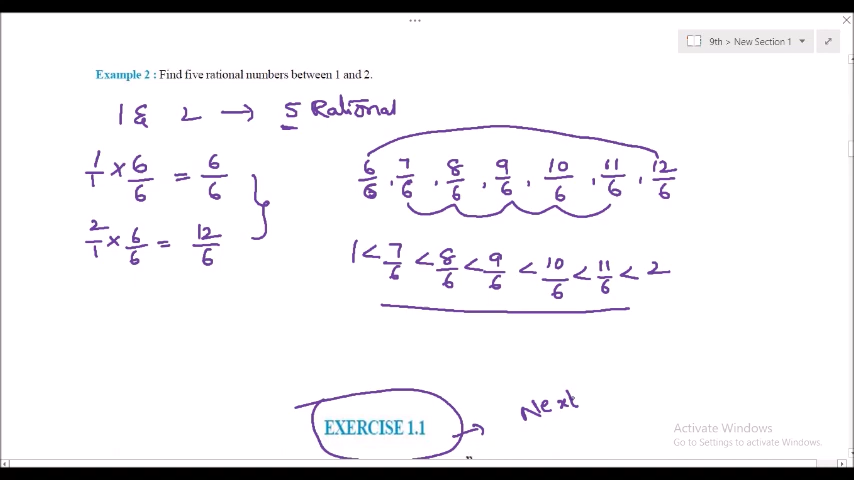 9th > New Section 1
Example 2 : Find five rational numbers between 1 and 2.
1 & 2 → 5 Rational
1/1 × 6/6 = 6/6
2/1 × 6/6 = 12/6
6/6, 7/6, 8/6, 9/6, 10/6, 11/6, 12/6
1 < 7/6 < 8/6 < 9/6 < 10/6 < 11/6 < 2
EXERCISE 1.1 → Next
Activate Windows
Go to Settings to activate Windows.